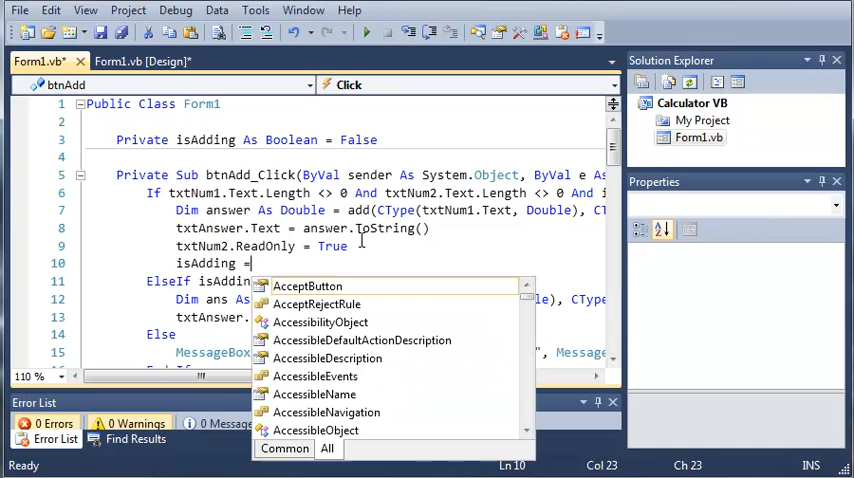 File Edit View Project Debug Data Tools Window Help
Form1.vb* Form1.vb [Design]*
btnAdd Click
1 Public Class Form1
2
3 Private isAdding As Boolean = False
4
5 Private Sub btnAdd_Click(ByVal sender As System.Object, ByVal e As
6 If txtNum1.Text.Length <> 0 And txtNum2.Text.Length <> 0 And i
7 Dim answer As Double = add(CType(txtNum1.Text, Double), CT
8 txtAnswer.Text = answer.ToString()
9 txtNum2.ReadOnly = True
10 isAdding =
11 ElseIf isAddin
12 Dim ans As e), CType
13 txtAnswer.
14 Else
15 MessageBox ", Messag
110 %
AcceptButton
AcceptRejectRule
AccessibilityObject
AccessibleDefaultActionDescription
AccessibleDescription
AccessibleEvents
AccessibleName
AccessibleNavigation
AccessibleObject
Common All
Error List
0 Errors 0 Warnings 0 Messag
Error List Find Results
Solution Explorer
Calculator VB
My Project
Form1.vb
Properties
A
Z
Ready Ln 10 Col 23 Ch 23 INS